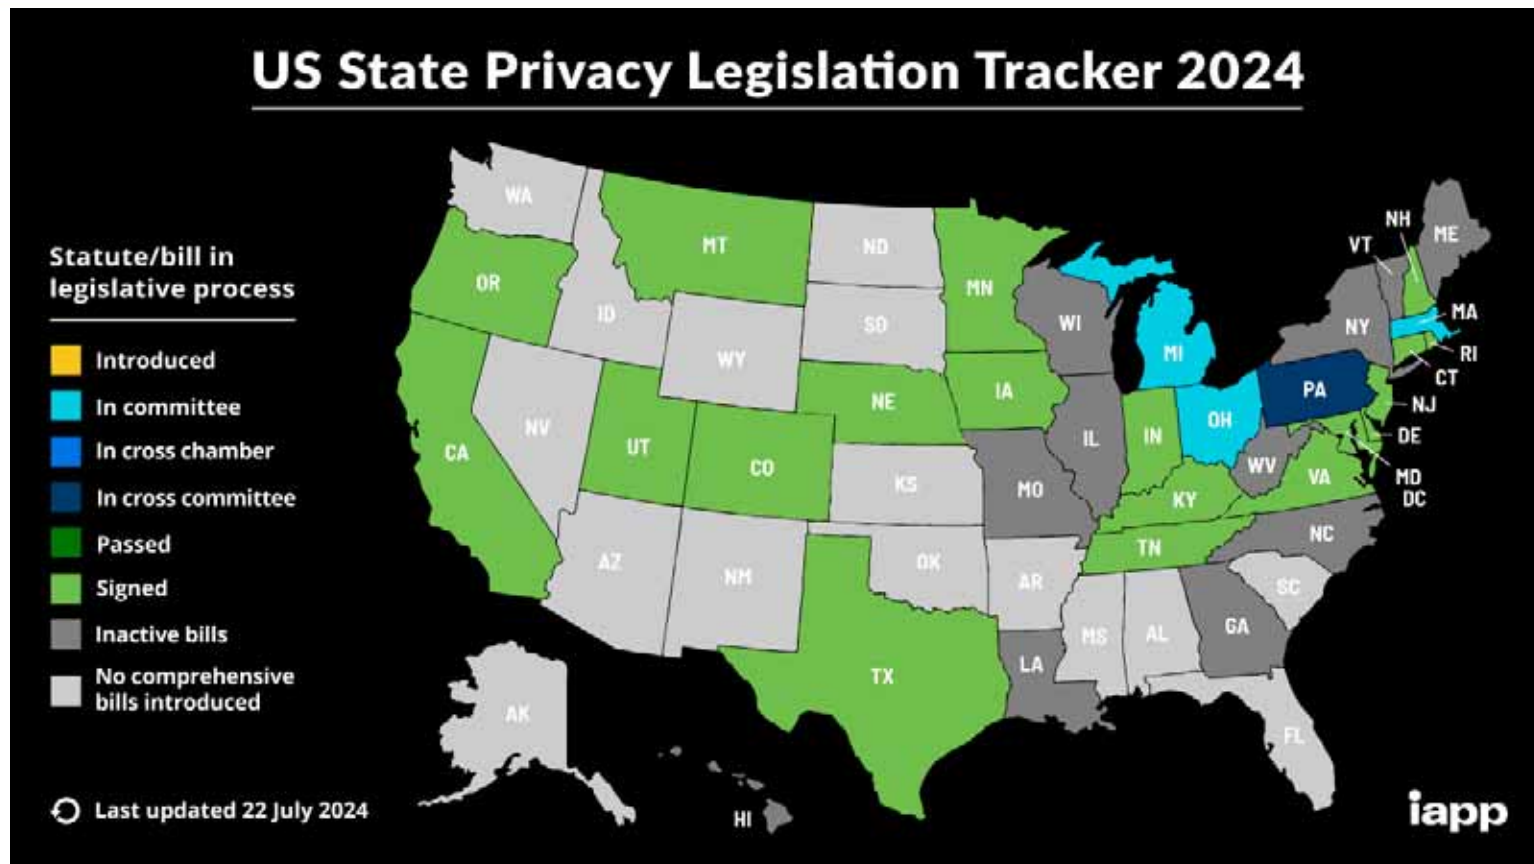 US State Privacy Legislation Tracker 2024
Statute/bill in
legislative process
Introduced
In committee
In cross chamber
In cross committee
Passed
Signed
Inactive bills
No comprehensive
bills introduced
Last updated 22 July 2024
WA
OR
CA
ID
NV
MT
WY
UT
AZ
CO
NM
ND
SD
NE
KS
OK
TX
MN
IA
MO
AR
LA
WI
IL
MI
IN
OH
KY
TN
MS
AL
GA
FL
SC
NC
VA
WV
PA
NY
VT
NH
ME
MA
RI
CT
NJ
DE
MD
DC
AK
HI
iapp